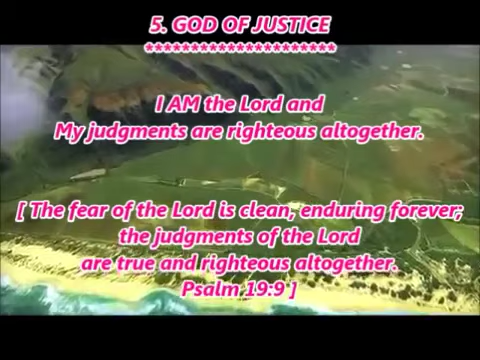 5. GOD OF JUSTICE
*********************
I AM the Lord and
My judgments are righteous altogether.
[ The fear of the Lord is clean, enduring forever;
the judgments of the Lord
are true and righteous altogether.
Psalm 19:9 ]